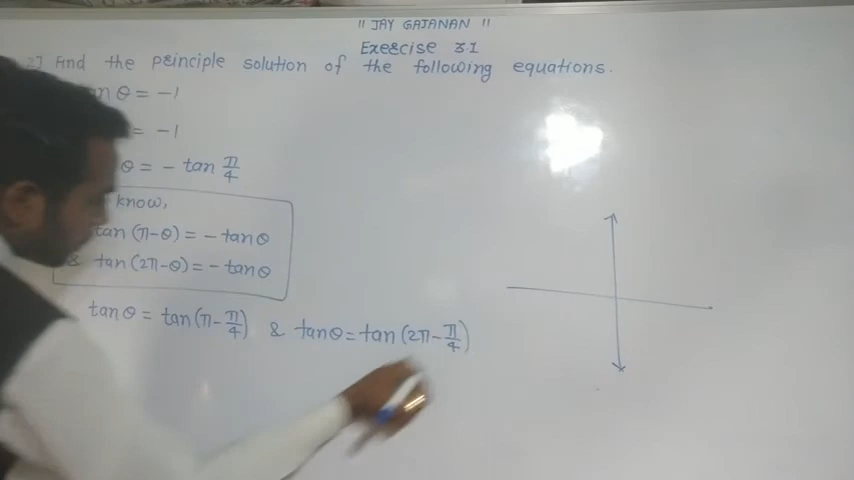 " JAY GAJANAN "
Exercise 3.1
2] Find the principle solution of the following equations.
θ = -1
= -1
θ = - tan π/4
know,
tan (π-θ) = - tanθ
& tan (2π-θ) = - tanθ
tanθ = tan(π-π/4) & tanθ = tan (2π-π/4)